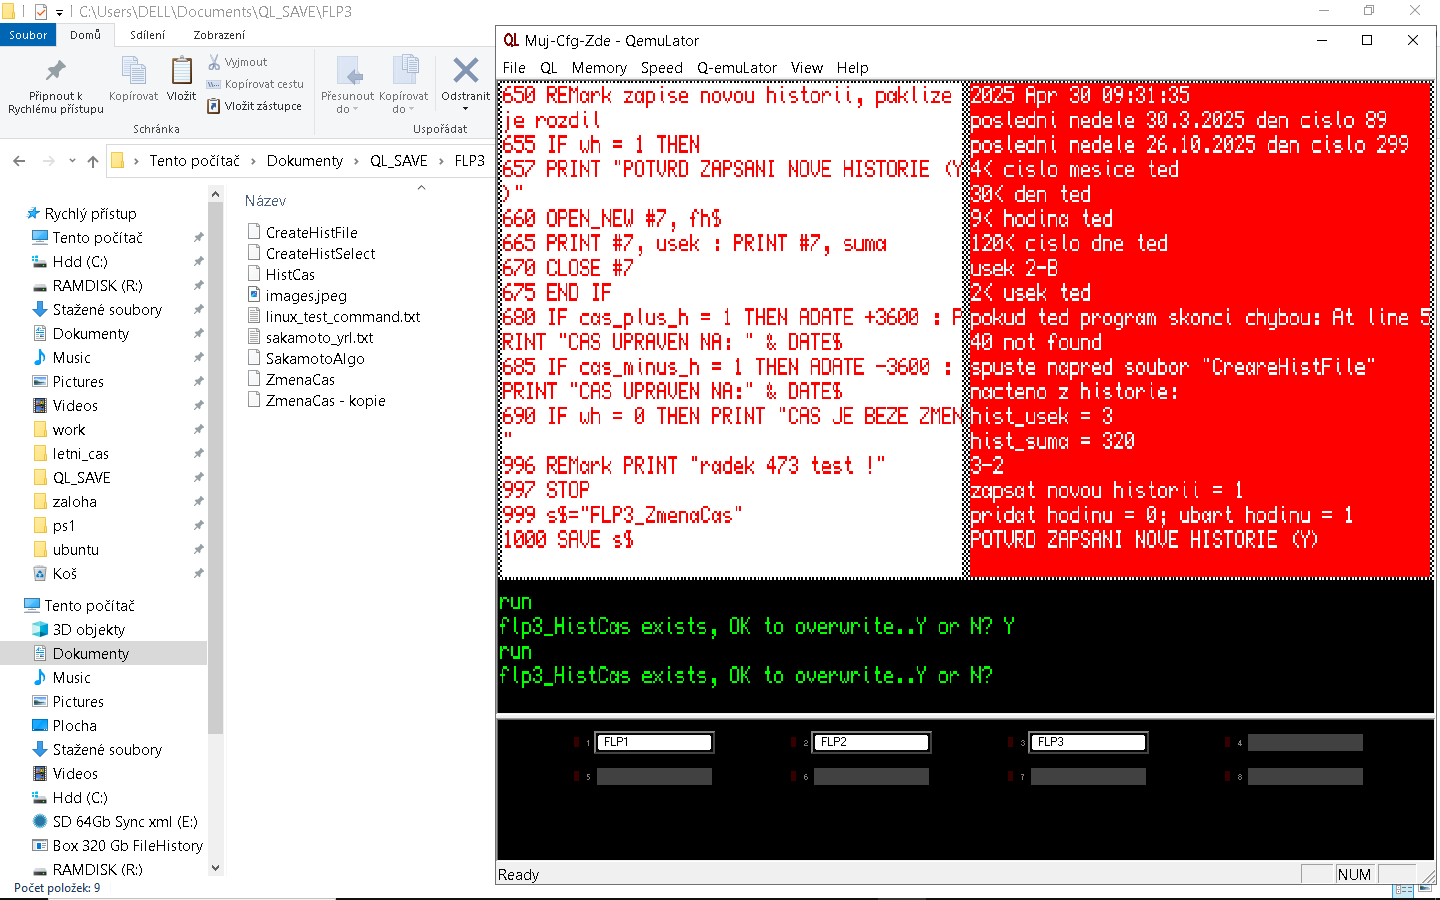 C:\Users\DELL\Documents\QL_SAVE\FLP3
Soubor Domů Sdílení Zobrazení
Připnout k Rychlému přístupu
Kopírovat
Vložit
Vyjmout
Kopírovat cestu
Vložit zástupce
Schránka
Přesunout do
Kopírovat do
Odstranit
Uspořádat
Tento počítač > Dokumenty > QL_SAVE > FLP3
Rychlý přístup
Tento počítač
Hdd (C:)
RAMDISK (R:)
Stažené soubory
Dokumenty
Music
Pictures
Videos
work
letni_cas
QL_SAVE
zaloha
ps1
ubuntu
Koš
Tento počítač
3D objekty
Dokumenty
Music
Pictures
Plocha
Stažené soubory
Videos
Hdd (C:)
SD 64Gb Sync xml (E:)
Box 320 Gb FileHistory
RAMDISK (R:)
Počet položek: 9
Název
CreateHistFile
CreateHistSelect
HistCas
images.jpeg
linux_test_command.txt
sakamoto_yrl.txt
SakamotoAlgo
ZmenaCas
ZmenaCas - kopie
QL Muj-Cfg-Zde - QemuLator
File QL Memory Speed Q-emuLator View Help
650 REMark zapise novou historii, paklize
je rozdil
655 IF wh = 1 THEN
657 PRINT "POTVRD ZAPSANI NOVE HISTORIE (Y
)"
660 OPEN_NEW #7, fh$
665 PRINT #7, usek : PRINT #7, suma
670 CLOSE #7
675 END IF
680 IF cas_plus_h = 1 THEN ADATE +3600 : P
RINT "CAS UPRAVEN NA: " & DATE$
685 IF cas_minus_h = 1 THEN ADATE -3600 :
PRINT "CAS UPRAVEN NA:" & DATE$
690 IF wh = 0 THEN PRINT "CAS JE BEZE ZMEN
"
996 REMark PRINT "radek 473 test !"
997 STOP
999 s$="FLP3_ZmenaCas"
1000 SAVE s$
2025 Apr 30 09:31:35
posledni nedele 30.3.2025 den cislo 89
posledni nedele 26.10.2025 den cislo 299
4< cislo mesice ted
30< den ted
9< hodina ted
120< cislo dne ted
usek 2-B
2< usek ted
pokud ted program skonci chybou: At line 5
40 not found
spuste napred soubor "CreareHistFile"
nacteno z historie:
hist_usek = 3
hist_suma = 320
3-2
zapsat novou historii = 1
pridat hodinu = 0; ubart hodinu = 1
POTVRD ZAPSANI NOVE HISTORIE (Y)
run
flp3_HistCas exists, OK to overwrite..Y or N? Y
run
flp3_HistCas exists, OK to overwrite..Y or N?
1 FLP1 2 FLP2 3 FLP3 4
5 6 7 8
Ready NUM